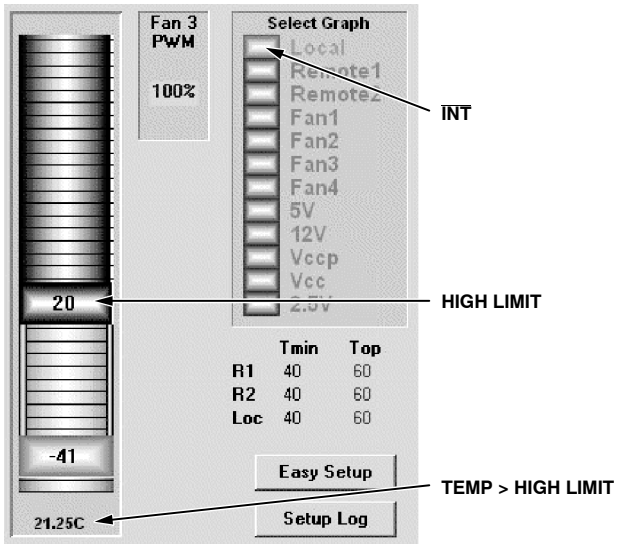 20
-41
21.25C
Fan 3
PWM
100%
Select Graph
Local
Remote1
Remote2
Fan1
Fan2
Fan3
Fan4
5V
12V
Vccp
Vcc
2.5V
Tmin Top
R1 40 60
R2 40 60
Loc 40 60
Easy Setup
Setup Log
INT
HIGH LIMIT
TEMP > HIGH LIMIT